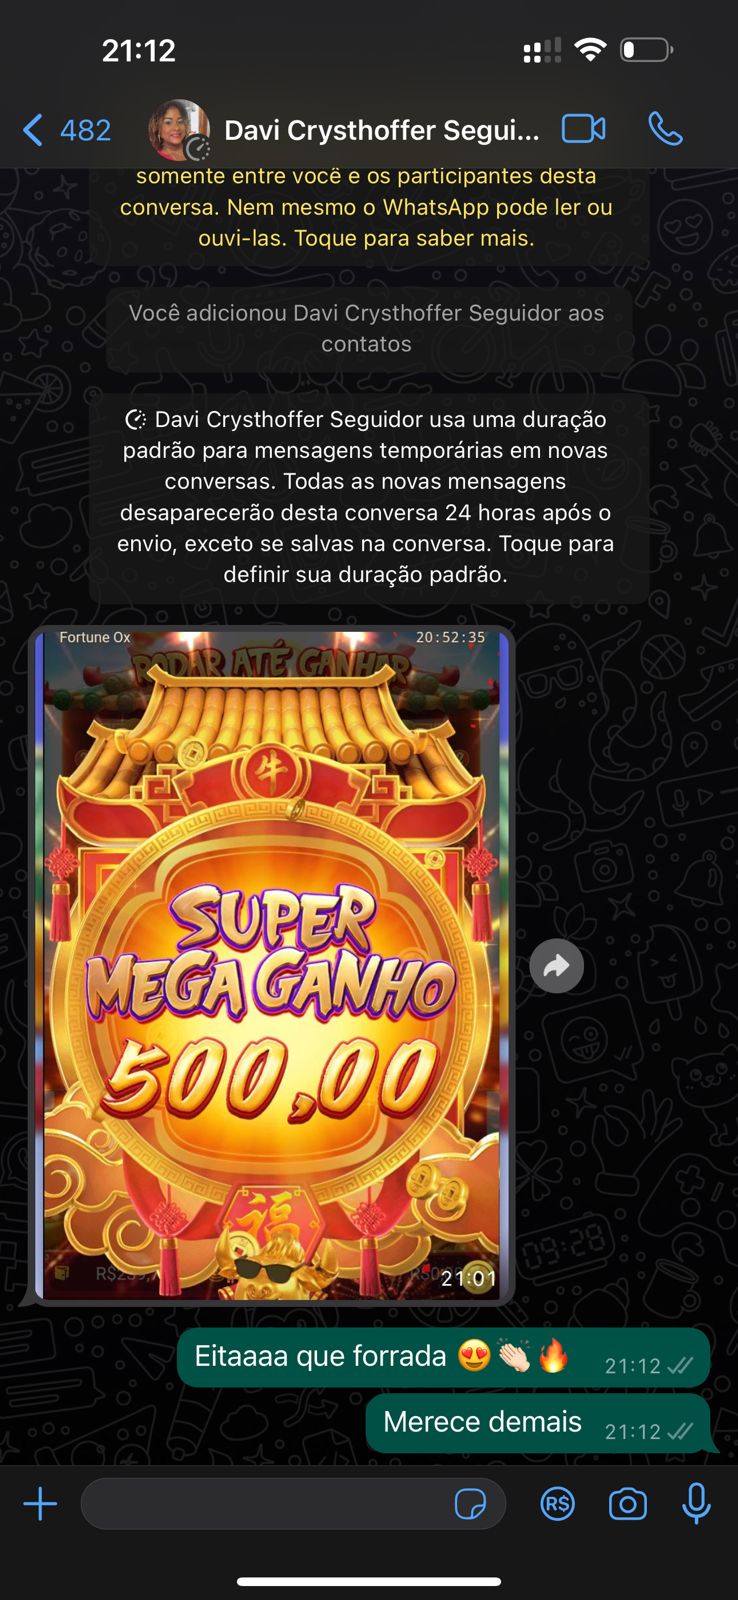 21:12
482
Davi Crysthoffer Segui...
somente entre você e os participantes desta
conversa. Nem mesmo o WhatsApp pode ler ou
ouvi-las. Toque para saber mais.
Você adicionou Davi Crysthoffer Seguidor aos
contatos
Davi Crysthoffer Seguidor usa uma duração
padrão para mensagens temporárias em novas
conversas. Todas as novas mensagens
desaparecerão desta conversa 24 horas após o
envio, exceto se salvas na conversa. Toque para
definir sua duração padrão.
Fortune Ox
20:52:35
RODAR ATÉ GANHAR
牛
SUPER
MEGA GANHO
500,00
福
21:01
Eitaaaa que forrada 😍👏🏻🔥
21:12
Merece demais
21:12
R$